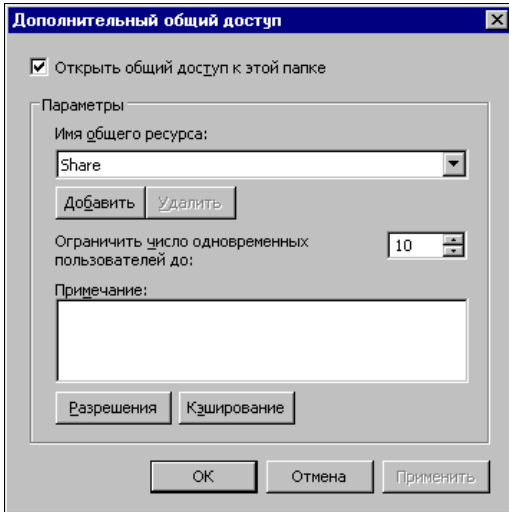 Дополнительный общий доступ
Открыть общий доступ к этой папке
Параметры
Имя общего ресурса:
Share
Добавить Удалить
Ограничить число одновременных 10
пользователей до:
Примечание:
Разрешения Кэширование
ОК Отмена Применить